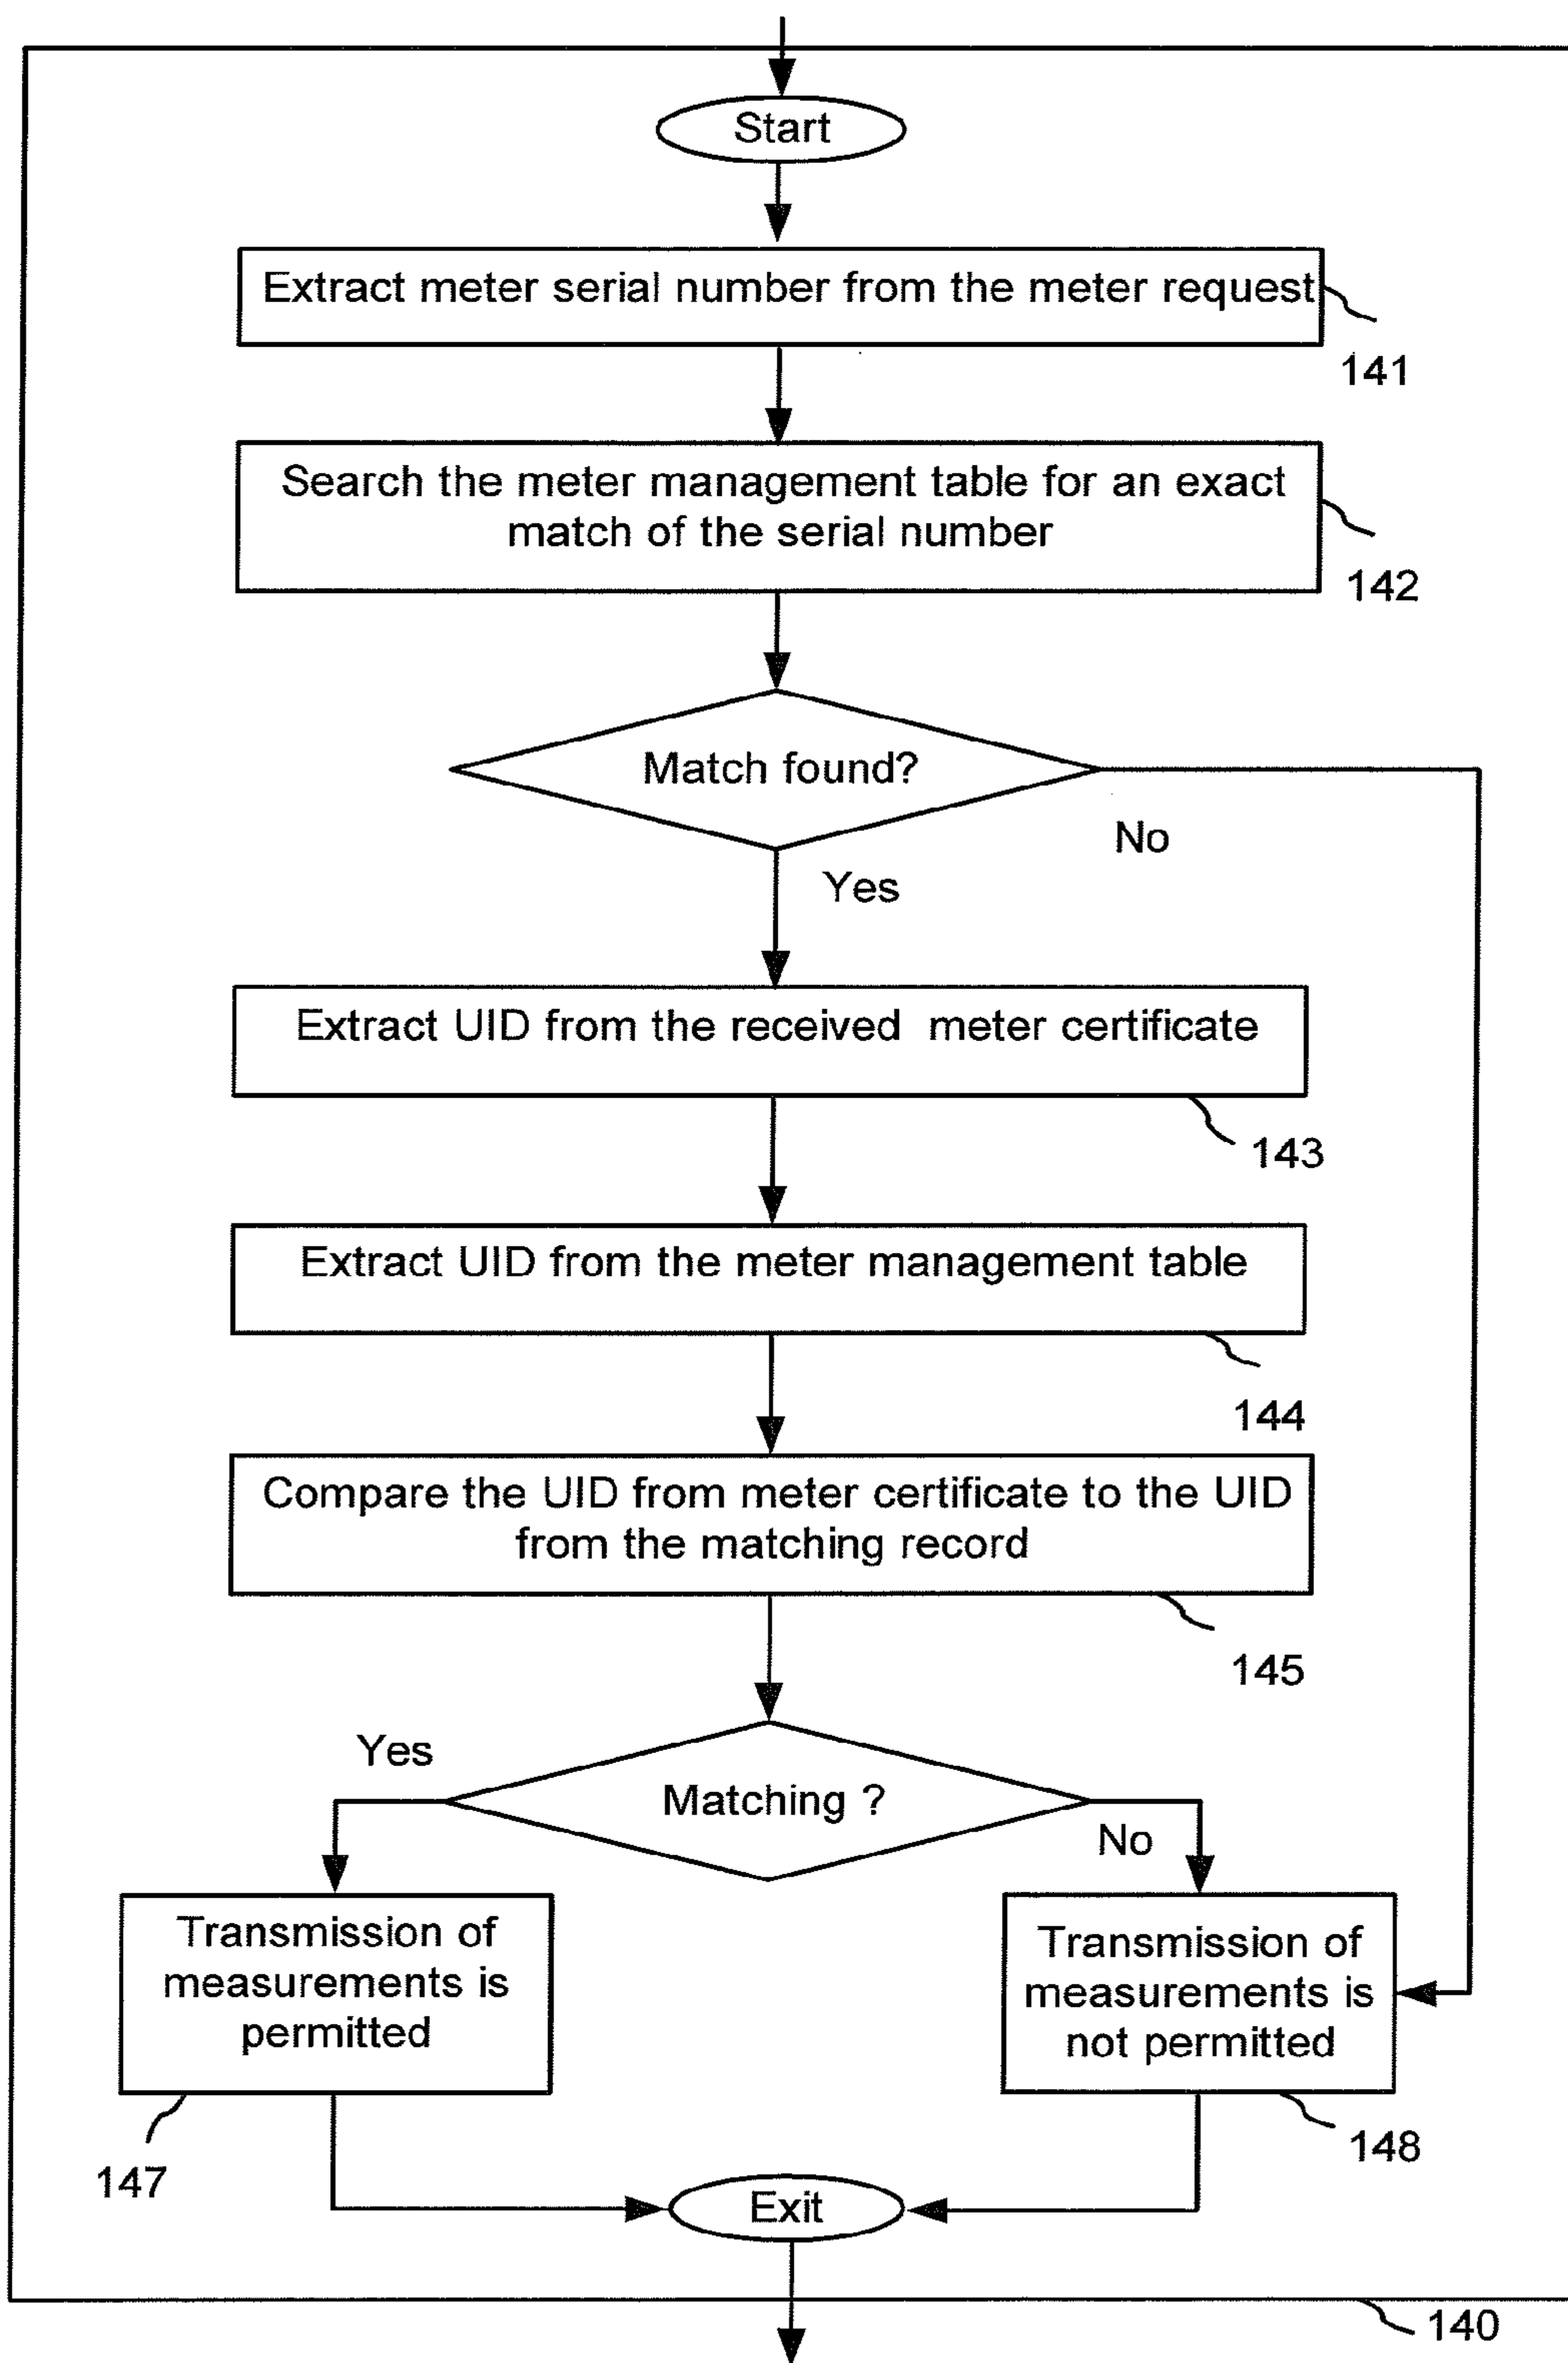 Start
Extract meter serial number from the meter request
141
Search the meter management table for an exact
match of the serial number
142
Match found?
No
Yes
Extract UID from the received meter certificate
143
Extract UID from the meter management table
144
Compare the UID from meter certificate to the UID
from the matching record
145
Yes
Matching ?
No
Transmission of
measurements is
permitted
147
Transmission of
measurements is
not permitted
148
Exit
140